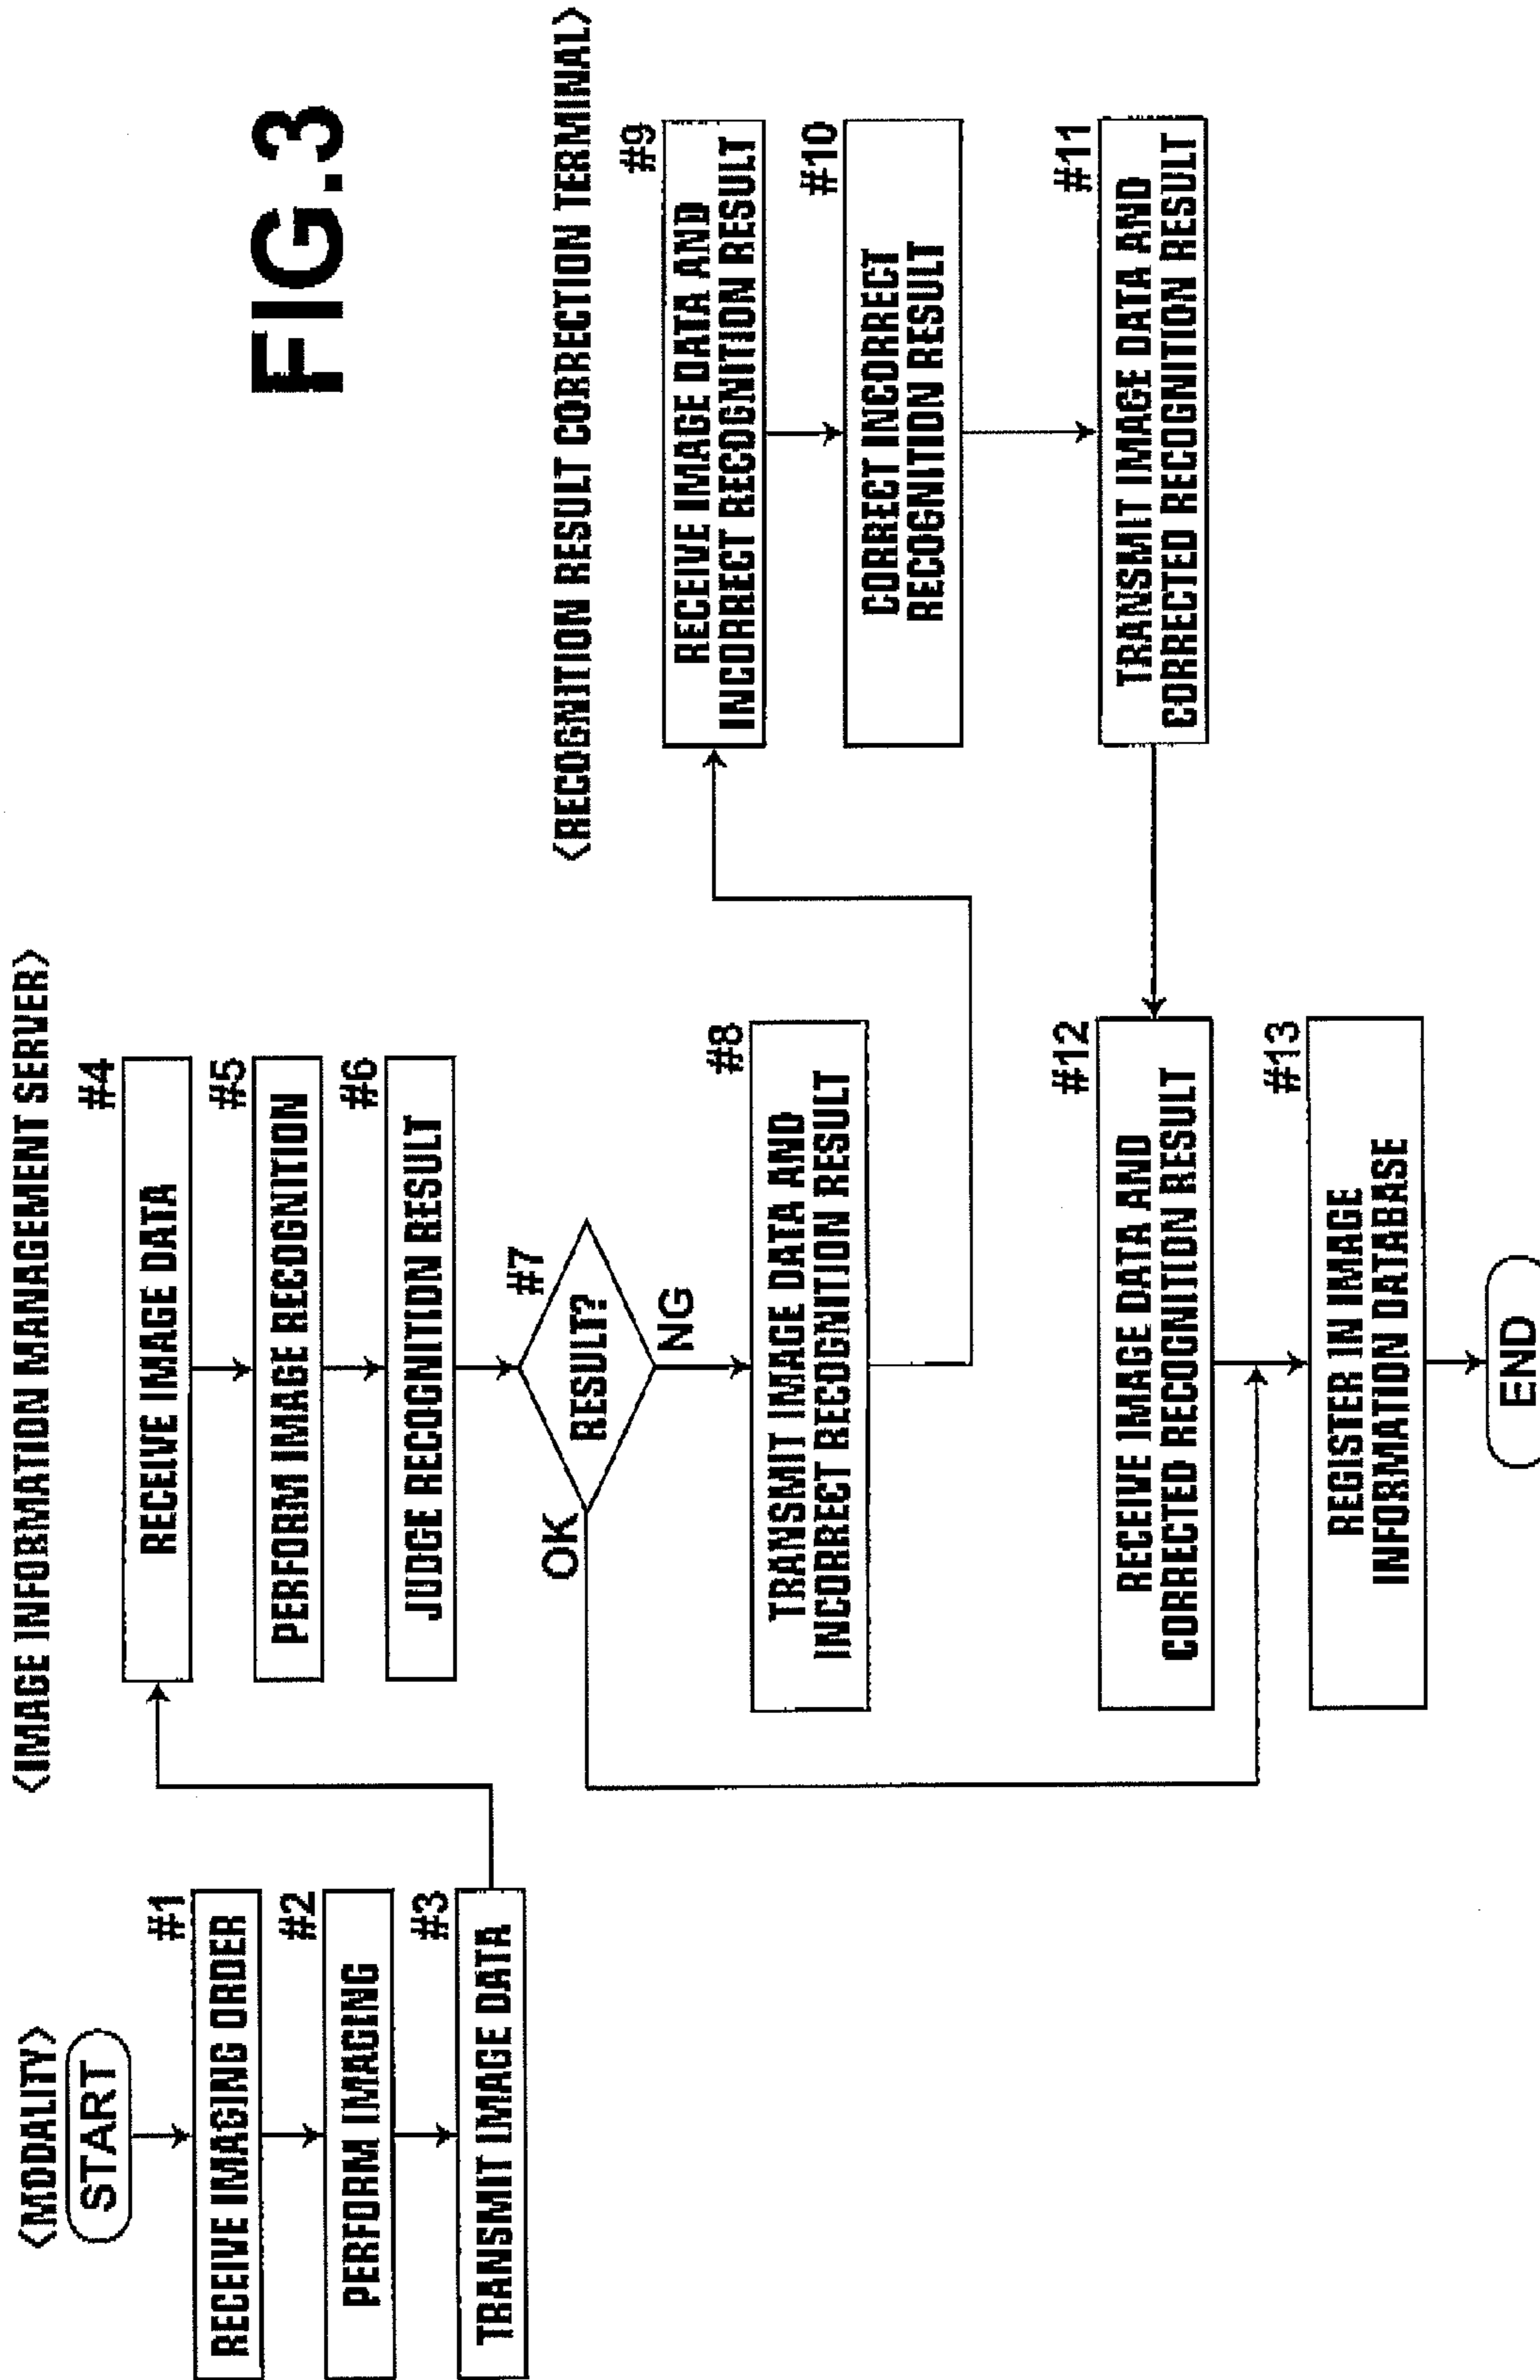 FIG.3
<MODALITY>
START
#1
RECEIVE IMAGING ORDER
#2
PERFORM IMAGING
#3
TRANSMIT IMAGE DATA
<IMAGE INFORMATION MANAGEMENT SERVER>
#4
RECEIVE IMAGE DATA
#5
PERFORM IMAGE RECOGNITION
#6
JUDGE RECOGNITION RESULT
#7
RESULT?
OK
NG
#8
TRANSMIT IMAGE DATA AND
INCORRECT RECOGNITION RESULT
<RECOGNITION RESULT CORRECTION TERMINAL>
#9
RECEIVE IMAGE DATA AND
INCORRECT RECOGNITION RESULT
#10
CORRECT INCORRECT
RECOGNITION RESULT
#11
TRANSMIT IMAGE DATA AND
CORRECTED RECOGNITION RESULT
#12
RECEIVE IMAGE DATA AND
CORRECTED RECOGNITION RESULT
#13
REGISTER IN IMAGE
INFORMATION DATABASE
END